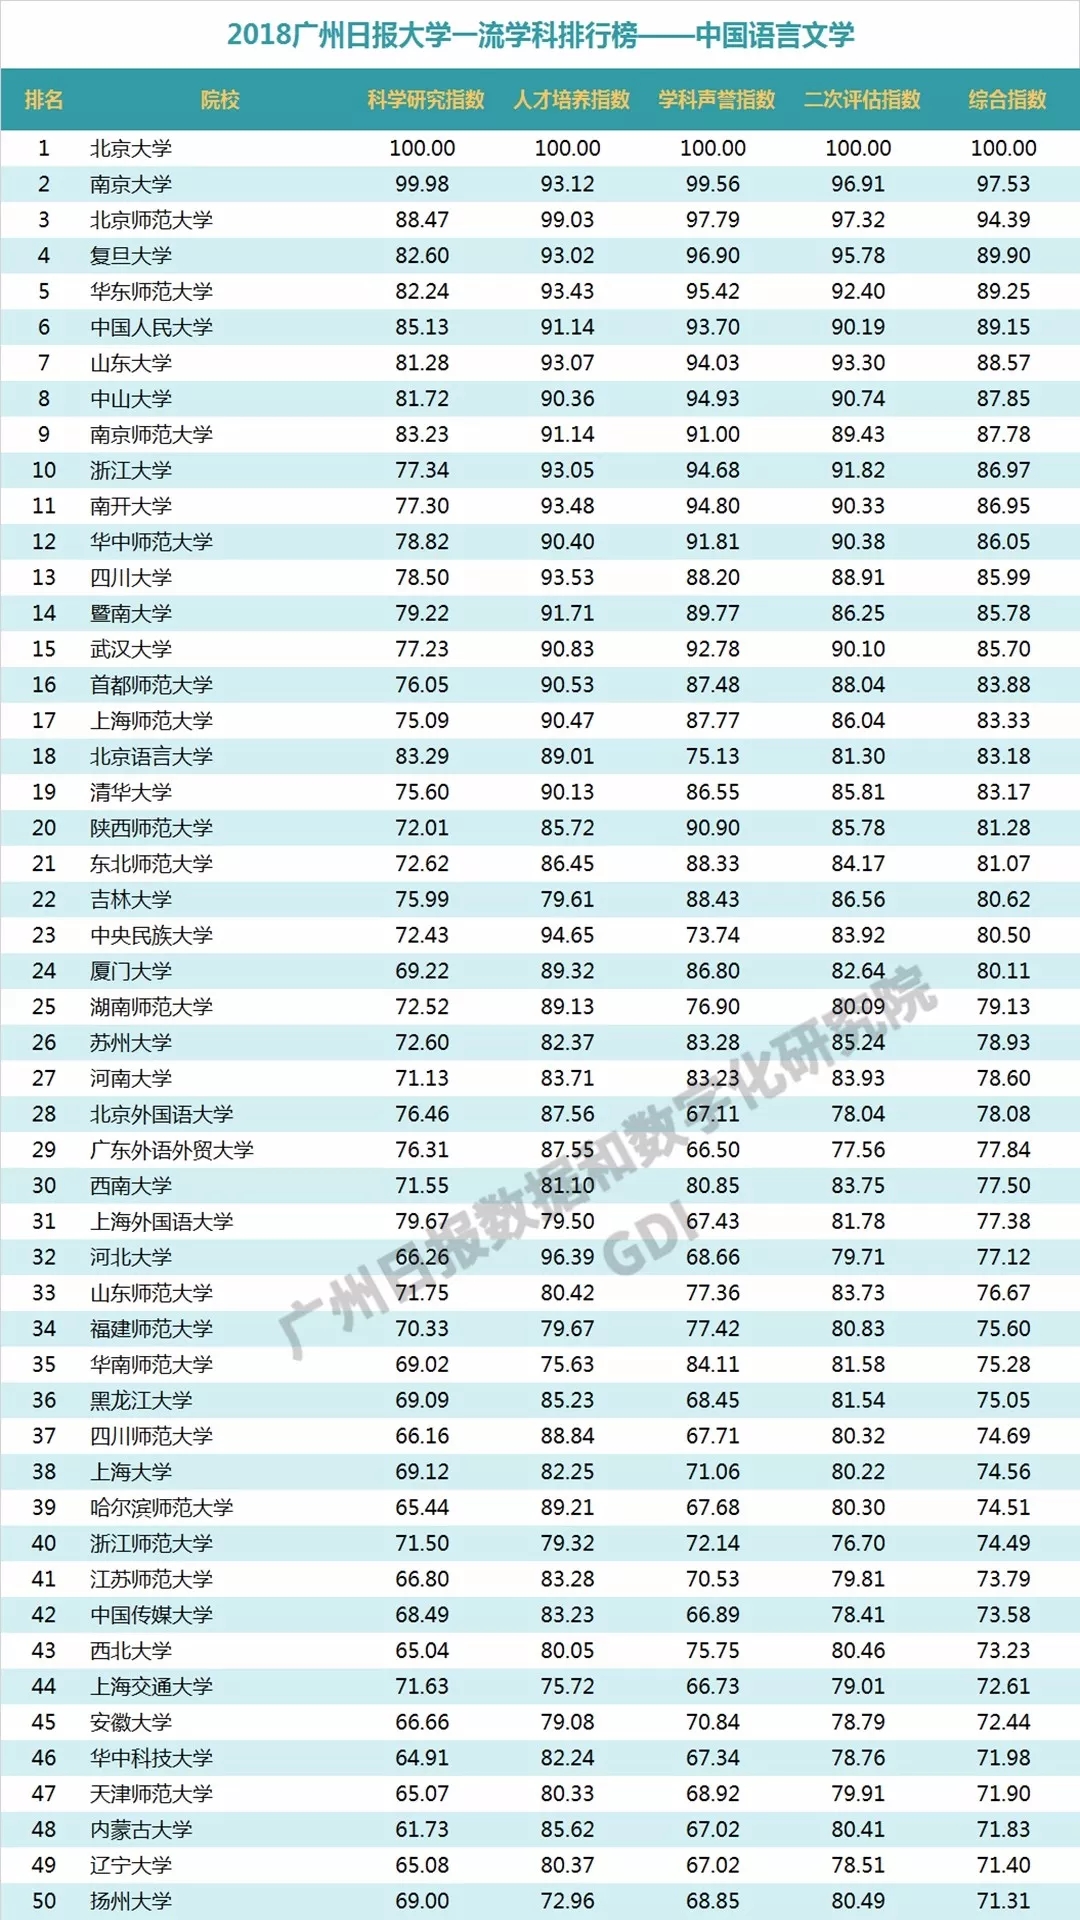 2018广州日报大学一流学科排行榜——中国语言文学
排名 院校 科学研究指数 人才培养指数 学科声誉指数 二次评估指数 综合指数
1 北京大学 100.00 100.00 100.00 100.00 100.00
2 南京大学 99.98 93.12 99.56 96.91 97.53
3 北京师范大学 88.47 99.03 97.79 97.32 94.39
4 复旦大学 82.60 93.02 96.90 95.78 89.90
5 华东师范大学 82.24 93.43 95.42 92.40 89.25
6 中国人民大学 85.13 91.14 93.70 90.19 89.15
7 山东大学 81.28 93.07 94.03 93.30 88.57
8 中山大学 81.72 90.36 94.93 90.74 87.85
9 南京师范大学 83.23 91.14 91.00 89.43 87.78
10 浙江大学 77.34 93.05 94.68 91.82 86.97
11 南开大学 77.30 93.48 94.80 90.33 86.95
12 华中师范大学 78.82 90.40 91.81 90.38 86.05
13 四川大学 78.50 93.53 88.20 88.91 85.99
14 暨南大学 79.22 91.71 89.77 86.25 85.78
15 武汉大学 77.23 90.83 92.78 90.10 85.70
16 首都师范大学 76.05 90.53 87.48 88.04 83.88
17 上海师范大学 75.09 90.47 87.77 86.04 83.33
18 北京语言大学 83.29 89.01 75.13 81.30 83.18
19 清华大学 75.60 90.13 86.55 85.81 83.17
20 陕西师范大学 72.01 85.72 90.90 85.78 81.28
21 东北师范大学 72.62 86.45 88.33 84.17 81.07
22 吉林大学 75.99 79.61 88.43 86.56 80.62
23 中央民族大学 72.43 94.65 73.74 83.92 80.50
24 厦门大学 69.22 89.32 86.80 82.64 80.11
25 湖南师范大学 72.52 89.13 76.90 80.09 79.13
26 苏州大学 72.60 82.37 83.28 85.24 78.93
27 河南大学 71.13 83.71 83.23 83.93 78.60
28 北京外国语大学 76.46 87.56 67.11 78.04 78.08
29 广东外语外贸大学 76.31 87.55 66.50 77.56 77.84
30 西南大学 71.55 81.10 80.85 83.75 77.50
31 上海外国语大学 79.67 79.50 67.43 81.78 77.38
32 河北大学 66.26 96.39 68.66 79.71 77.12
33 山东师范大学 71.75 80.42 77.36 83.73 76.67
34 福建师范大学 70.33 79.67 77.42 80.83 75.60
35 华南师范大学 69.02 75.63 84.11 81.58 75.28
36 黑龙江大学 69.09 85.23 68.45 81.54 75.05
37 四川师范大学 66.16 88.84 67.71 80.32 74.69
38 上海大学 69.12 82.25 71.06 80.22 74.56
39 哈尔滨师范大学 65.44 89.21 67.68 80.30 74.51
40 浙江师范大学 71.50 79.32 72.14 76.70 74.49
41 江苏师范大学 66.80 83.28 70.53 79.81 73.79
42 中国传媒大学 68.49 83.23 66.89 78.41 73.58
43 西北大学 65.04 80.05 75.75 80.46 73.23
44 上海交通大学 71.63 75.72 66.73 79.01 72.61
45 安徽大学 66.66 79.08 70.84 78.79 72.44
46 华中科技大学 64.91 82.24 67.34 78.76 71.98
47 天津师范大学 65.07 80.33 68.92 79.91 71.90
48 内蒙古大学 61.73 85.62 67.02 80.41 71.83
49 辽宁大学 65.08 80.37 67.02 78.51 71.40
50 扬州大学 69.00 72.96 68.85 80.49 71.31
广州日报数据和数字化研究院
GDI